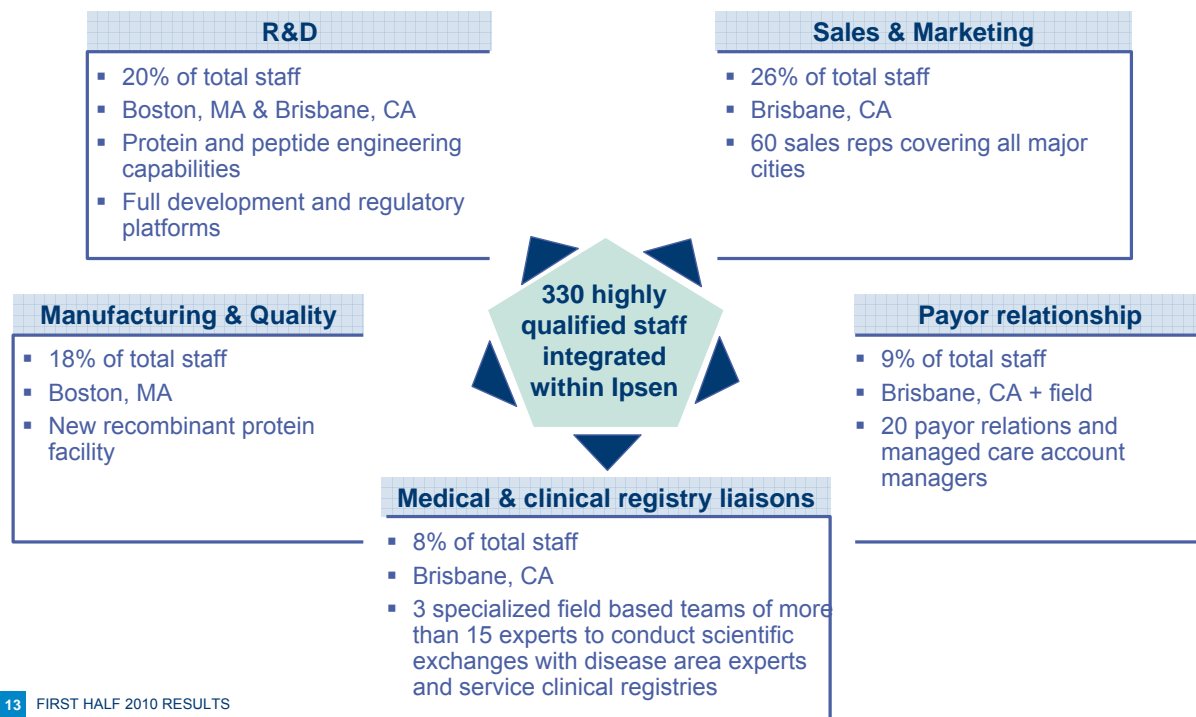 R&D
▪ 20% of total staff
▪ Boston, MA & Brisbane, CA
▪ Protein and peptide engineering
capabilities
▪ Full development and regulatory
platforms
Sales & Marketing
▪ 26% of total staff
▪ Brisbane, CA
▪ 60 sales reps covering all major
cities
330 highly
qualified staff
integrated
within Ipsen
Manufacturing & Quality
▪ 18% of total staff
▪ Boston, MA
▪ New recombinant protein
facility
Payor relationship
▪ 9% of total staff
▪ Brisbane, CA + field
▪ 20 payor relations and
managed care account
managers
Medical & clinical registry liaisons
▪ 8% of total staff
▪ Brisbane, CA
▪ 3 specialized field based teams of more
than 15 experts to conduct scientific
exchanges with disease area experts
and service clinical registries
13 FIRST HALF 2010 RESULTS